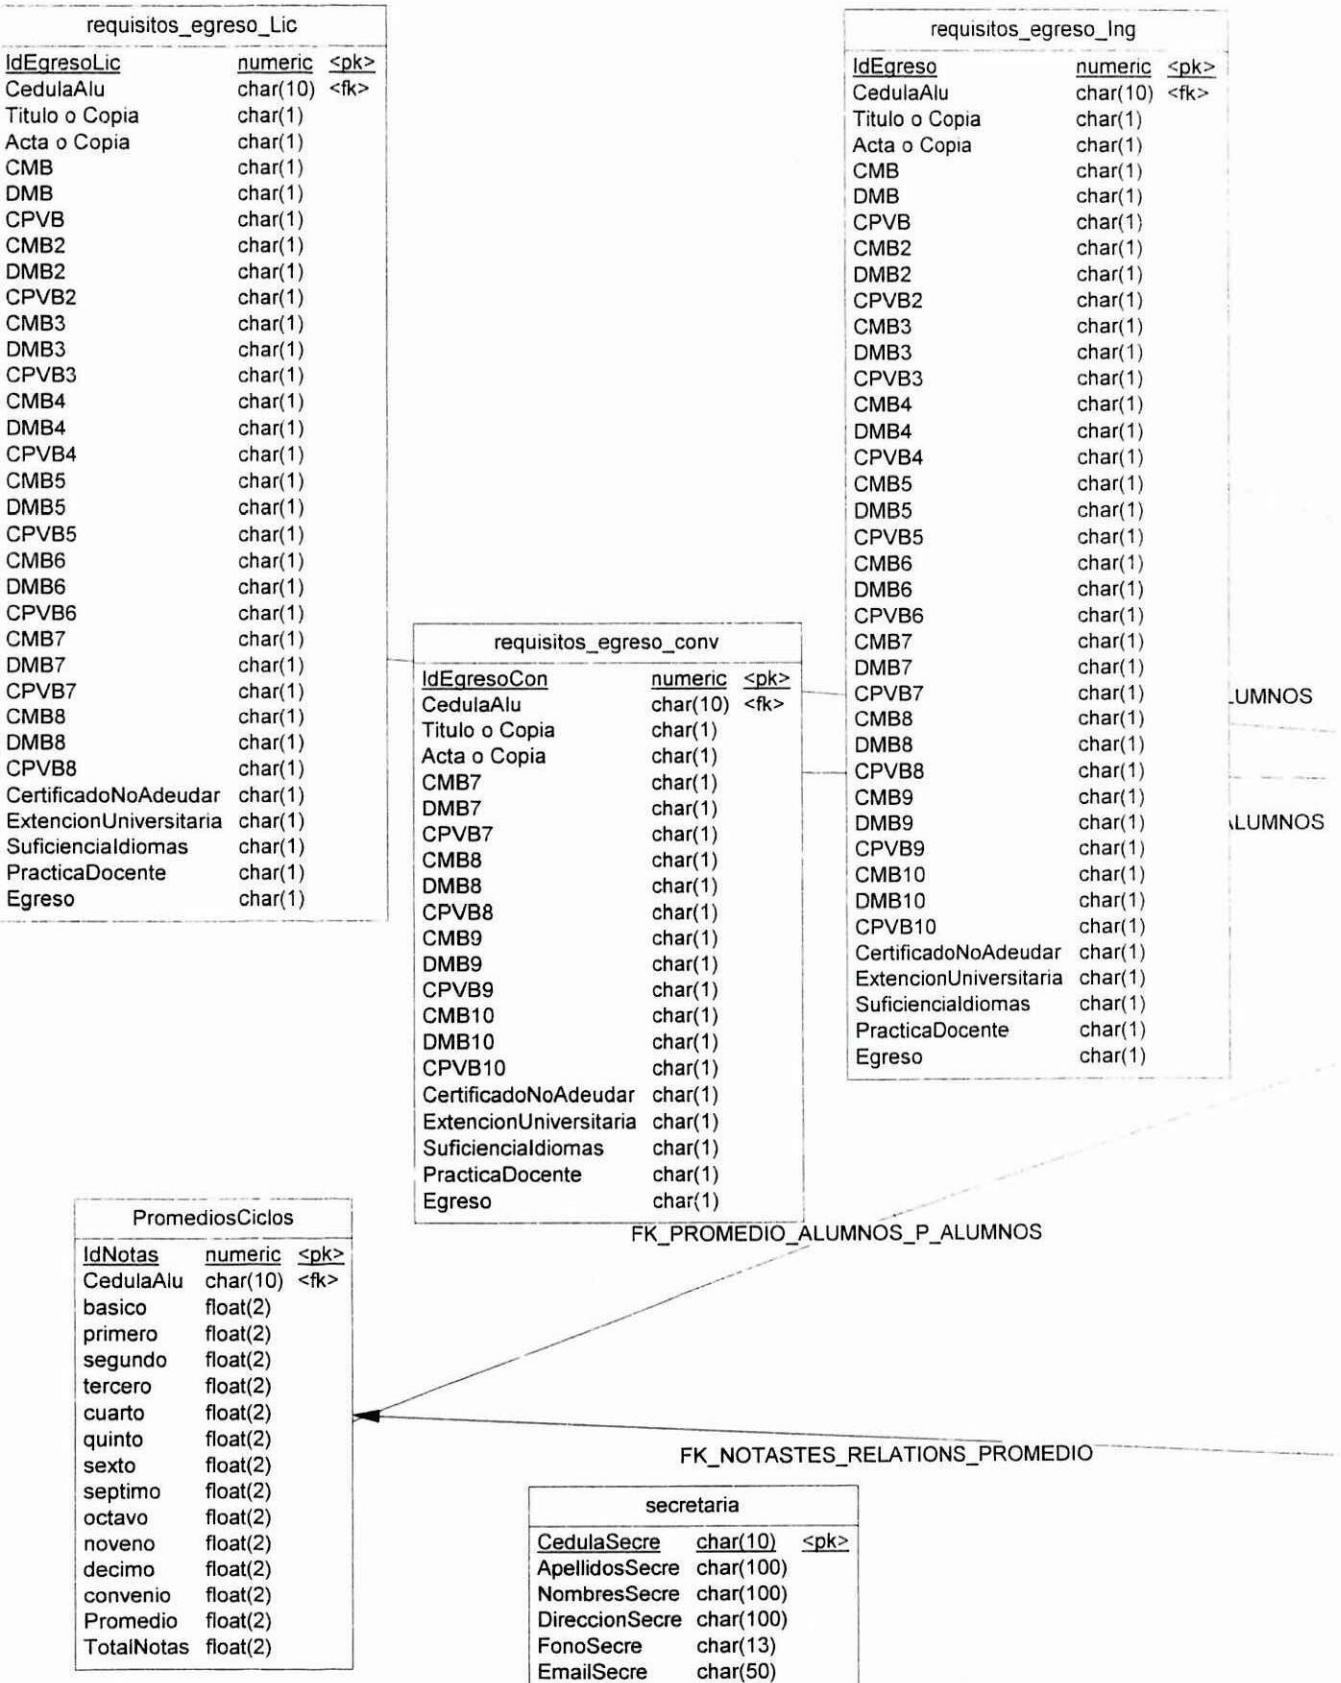 requisitos_egreso_Lic
IdEgresoLic numeric <pk>
CedulaAlu char(10) <fk>
Titulo o Copia char(1)
Acta o Copia char(1)
CMB char(1)
DMB char(1)
CPVB char(1)
CMB2 char(1)
DMB2 char(1)
CPVB2 char(1)
CMB3 char(1)
DMB3 char(1)
CPVB3 char(1)
CMB4 char(1)
DMB4 char(1)
CPVB4 char(1)
CMB5 char(1)
DMB5 char(1)
CPVB5 char(1)
CMB6 char(1)
DMB6 char(1)
CPVB6 char(1)
CMB7 char(1)
DMB7 char(1)
CPVB7 char(1)
CMB8 char(1)
DMB8 char(1)
CPVB8 char(1)
CertificadoNoAdeudar char(1)
ExtencionUniversitaria char(1)
SuficienciaIdiomas char(1)
PracticaDocente char(1)
Egreso char(1)
requisitos_egreso_Ing
IdEgreso numeric <pk>
CedulaAlu char(10) <fk>
Titulo o Copia char(1)
Acta o Copia char(1)
CMB char(1)
DMB char(1)
CPVB char(1)
CMB2 char(1)
DMB2 char(1)
CPVB2 char(1)
CMB3 char(1)
DMB3 char(1)
CPVB3 char(1)
CMB4 char(1)
DMB4 char(1)
CPVB4 char(1)
CMB5 char(1)
DMB5 char(1)
CPVB5 char(1)
CMB6 char(1)
DMB6 char(1)
CPVB6 char(1)
CMB7 char(1)
DMB7 char(1)
CPVB7 char(1)
CMB8 char(1)
DMB8 char(1)
CPVB8 char(1)
CMB9 char(1)
DMB9 char(1)
CPVB9 char(1)
CMB10 char(1)
DMB10 char(1)
CPVB10 char(1)
CertificadoNoAdeudar char(1)
ExtencionUniversitaria char(1)
SuficienciaIdiomas char(1)
PracticaDocente char(1)
Egreso char(1)
LUMNOS
LUMNOS
requisitos_egreso_conv
IdEgresoCon numeric <pk>
CedulaAlu char(10) <fk>
Titulo o Copia char(1)
Acta o Copia char(1)
CMB7 char(1)
DMB7 char(1)
CPVB7 char(1)
CMB8 char(1)
DMB8 char(1)
CPVB8 char(1)
CMB9 char(1)
DMB9 char(1)
CPVB9 char(1)
CMB10 char(1)
DMB10 char(1)
CPVB10 char(1)
CertificadoNoAdeudar char(1)
ExtencionUniversitaria char(1)
SuficienciaIdiomas char(1)
PracticaDocente char(1)
Egreso char(1)
FK_PROMEDIO_ALUMNOS_P_ALUMNOS
PromediosCiclos
IdNotas numeric <pk>
CedulaAlu char(10) <fk>
basico float(2)
primero float(2)
segundo float(2)
tercero float(2)
cuarto float(2)
quinto float(2)
sexto float(2)
septimo float(2)
octavo float(2)
noveno float(2)
decimo float(2)
convenio float(2)
Promedio float(2)
TotalNotas float(2)
FK_NOTASTES_RELATIONS_PROMEDIO
secretaria
CedulaSecre char(10) <pk>
ApellidosSecre char(100)
NombresSecre char(100)
DireccionSecre char(100)
FonoSecre char(13)
EmailSecre char(50)